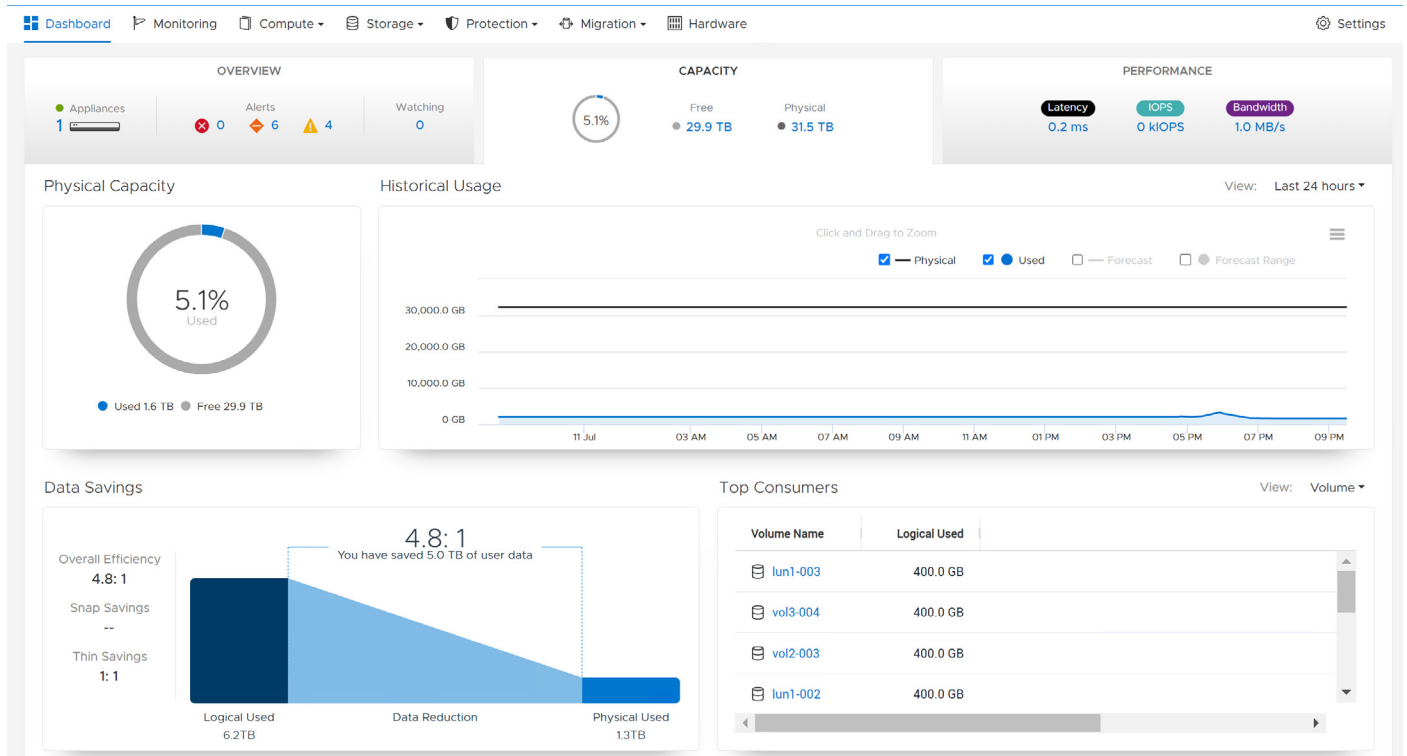 Dashboard Monitoring Compute Storage Protection Migration Hardware Settings
OVERVIEW
Appliances
1
Alerts
0 6 4
Watching
0
CAPACITY
5.1%
Free
29.9 TB
Physical
31.5 TB
PERFORMANCE
Latency
0.2 ms
IOPS
0 kIOPS
Bandwidth
1.0 MB/s
Physical Capacity
5.1%
Used
Used 1.6 TB Free 29.9 TB
Historical Usage
View: Last 24 hours
Click and Drag to Zoom
Physical Used Forecast Forecast Range
30,000.0 GB
20,000.0 GB
10,000.0 GB
0 GB
11 Jul 03 AM 05 AM 07 AM 09 AM 11 AM 01 PM 03 PM 05 PM 07 PM 09 PM
Data Savings
Overall Efficiency
4.8: 1
Snap Savings
--
Thin Savings
1: 1
4.8: 1
You have saved 5.0 TB of user data
Logical Used
6.2TB
Data Reduction
Physical Used
1.3TB
Top Consumers
View: Volume
Volume Name Logical Used
lun1-003 400.0 GB
vol3-004 400.0 GB
vol2-003 400.0 GB
lun1-002 400.0 GB